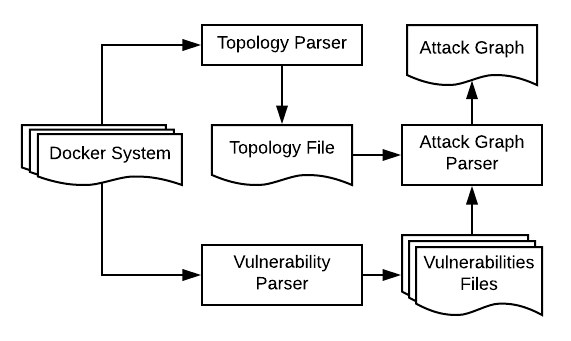 Topology Parser
Attack Graph
Docker System
Topology File
Attack Graph
Parser
Vulnerability
Parser
Vulnerabilities
Files